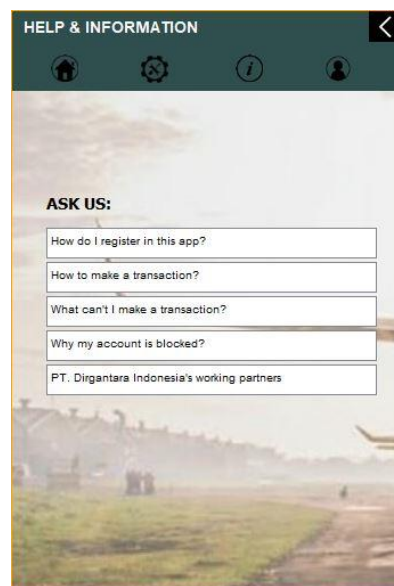 HELP & INFORMATION
ASK US:
How do I register in this app?
How to make a transaction?
What can't I make a transaction?
Why my account is blocked?
PT. Dirgantara Indonesia's working partners